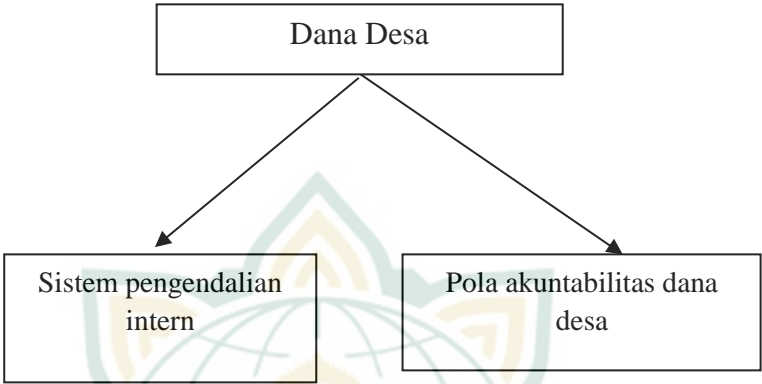 Dana Desa
Sistem pengendalian
intern
Pola akuntabilitas dana
desa